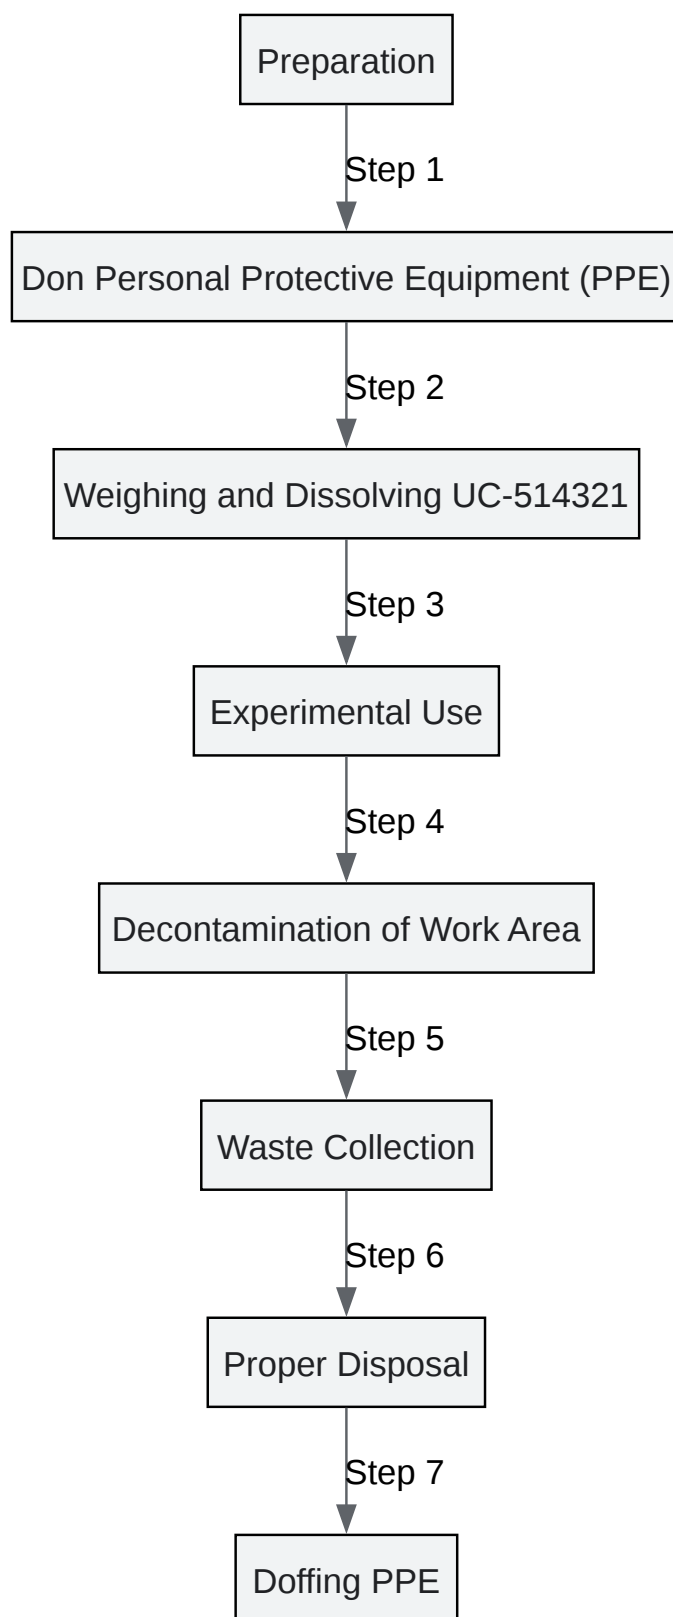 Preparation
Step 1
Don Personal Protective Equipment (PPE)
Step 2
Weighing and Dissolving UC-514321
Step 3
Experimental Use
Step 4
Decontamination of Work Area
Step 5
Waste Collection
Step 6
Proper Disposal
Step 7
Doffing PPE